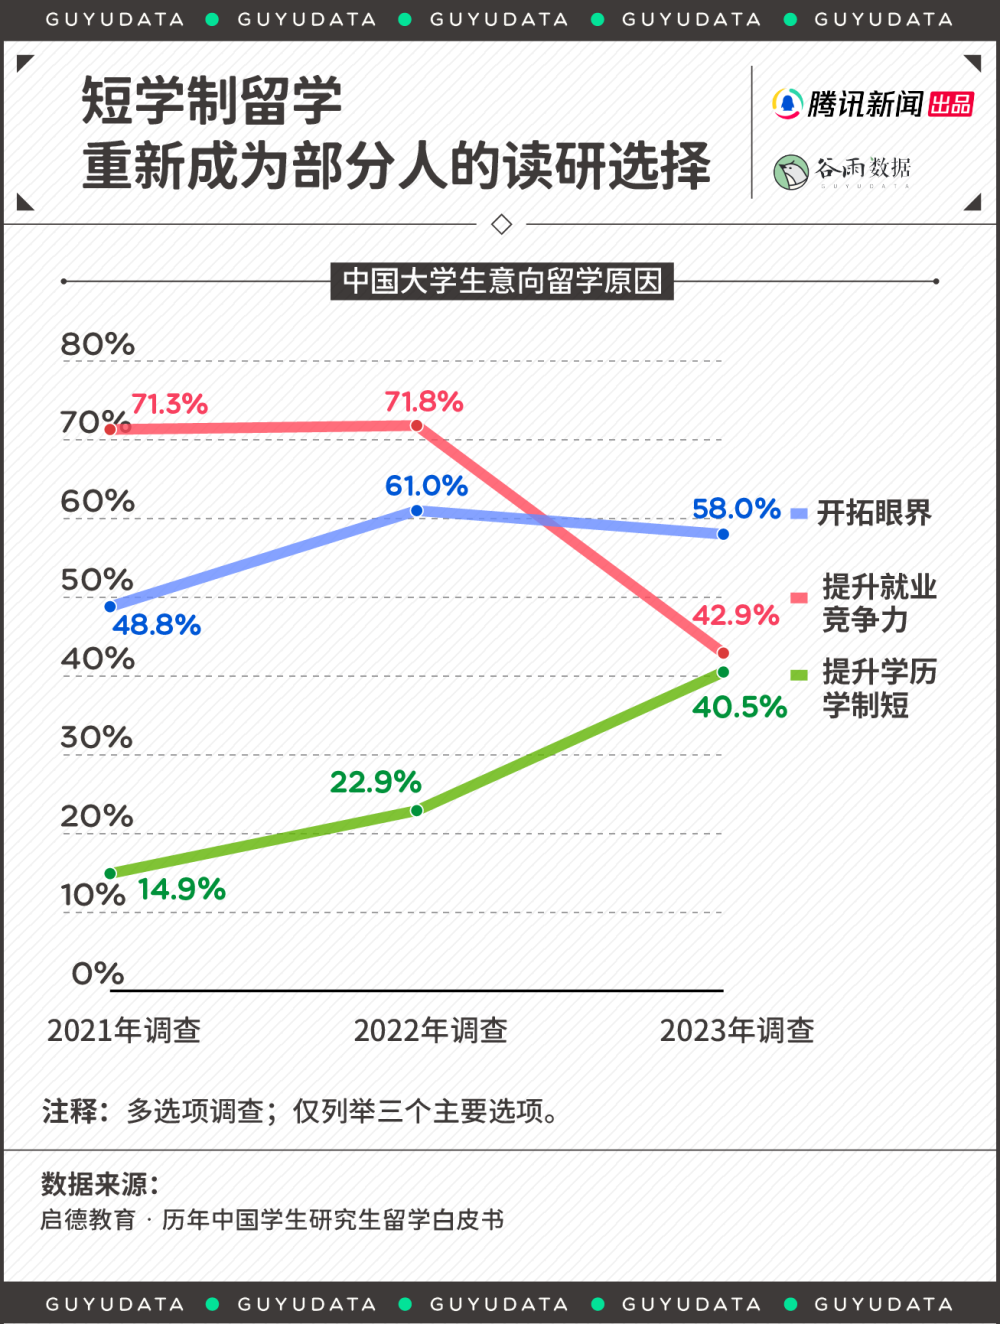 GUYUDATA GUYUDATA GUYUDATA GUYUDATA GUYUDATA
短学制留学
重新成为部分人的读研选择
腾讯新闻 出品
谷雨数据
GUYUDATA
中国大学生意向留学原因
80%
71.3%
71.8%
70%
61.0%
60%
58.0%
开拓眼界
50%
48.8%
提升就业
竞争力
42.9%
40%
提升学历
学制短
40.5%
30%
22.9%
20%
14.9%
10%
0%
2021年调查 2022年调查 2023年调查
注释：多选项调查；仅列举三个主要选项。
数据来源：
启德教育 · 历年中国学生研究生留学白皮书
GUYUDATA GUYUDATA GUYUDATA GUYUDATA GUYUDATA